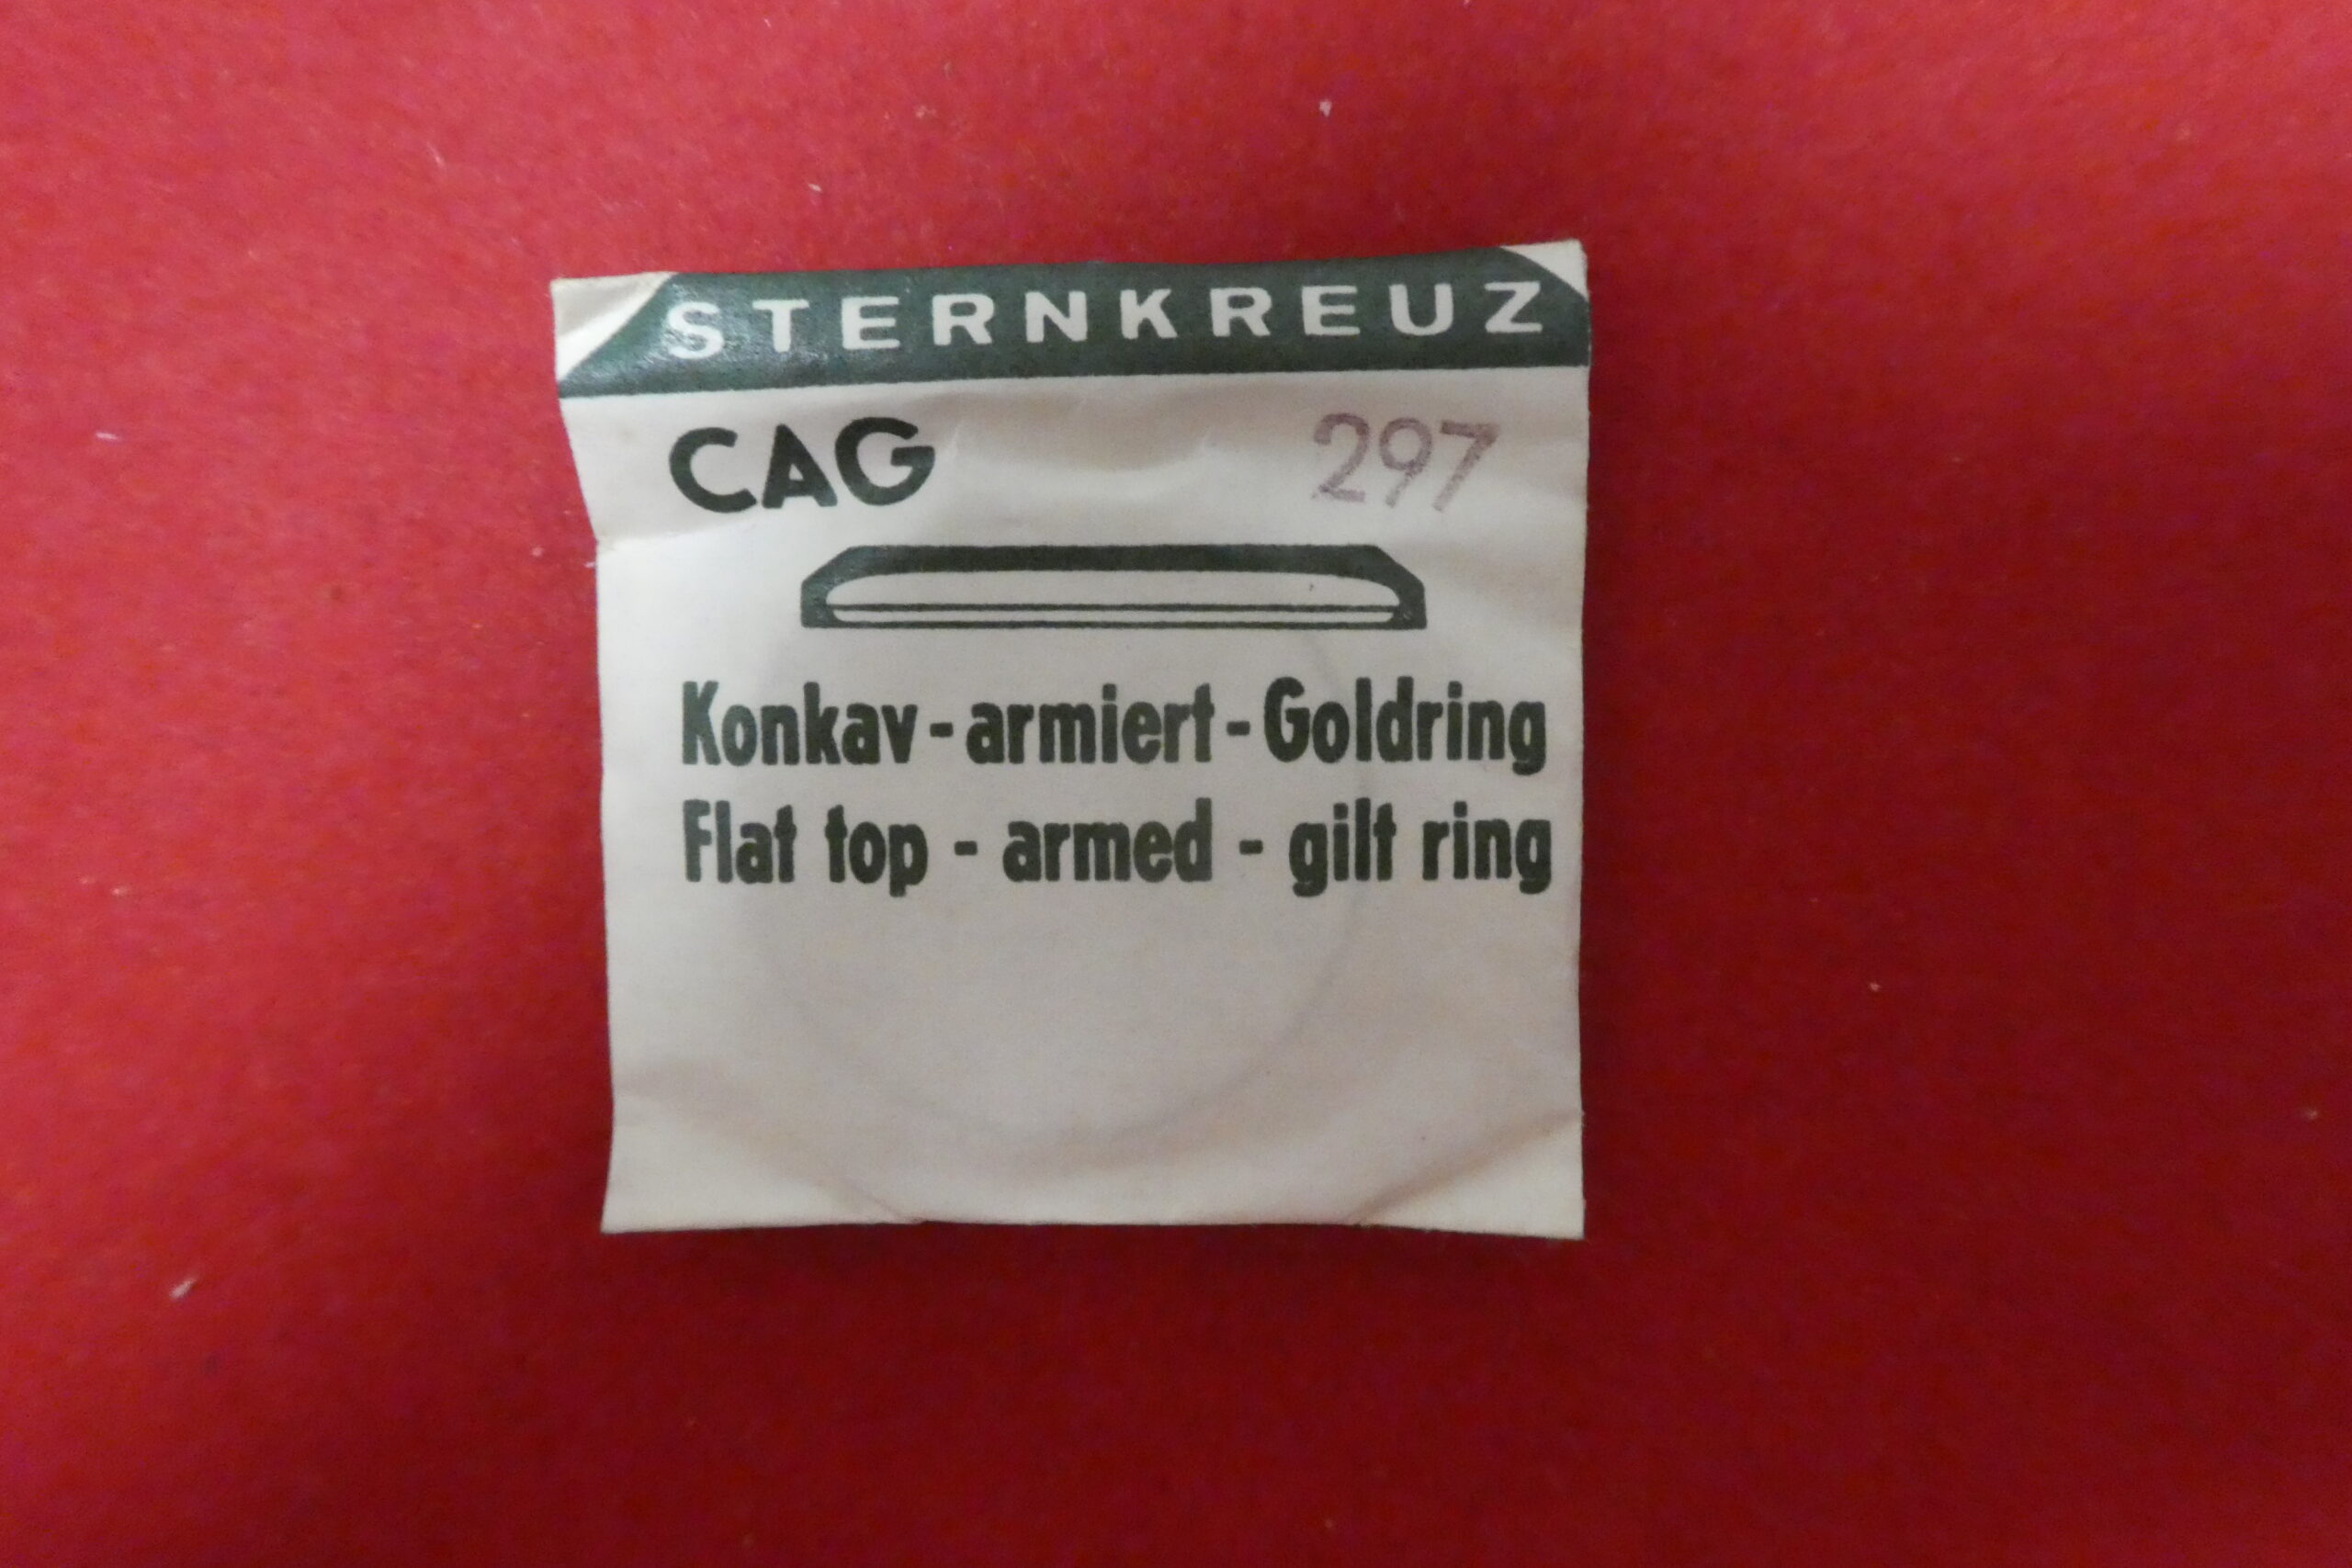 STERNKREUZ
CAG 297
Konkav - armiert - Goldring
Flat top - armed - gilt ring